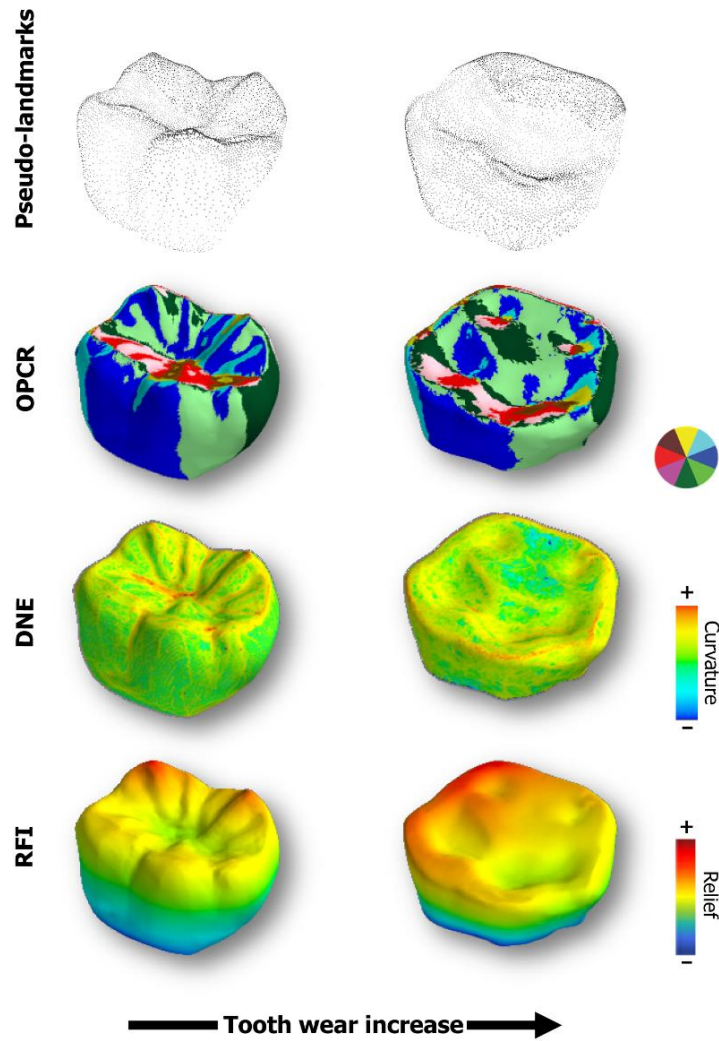 Pseudo-landmarks
OPCR
DNE
+
Curvature
-
RFI
+
Relief
-
Tooth wear increase